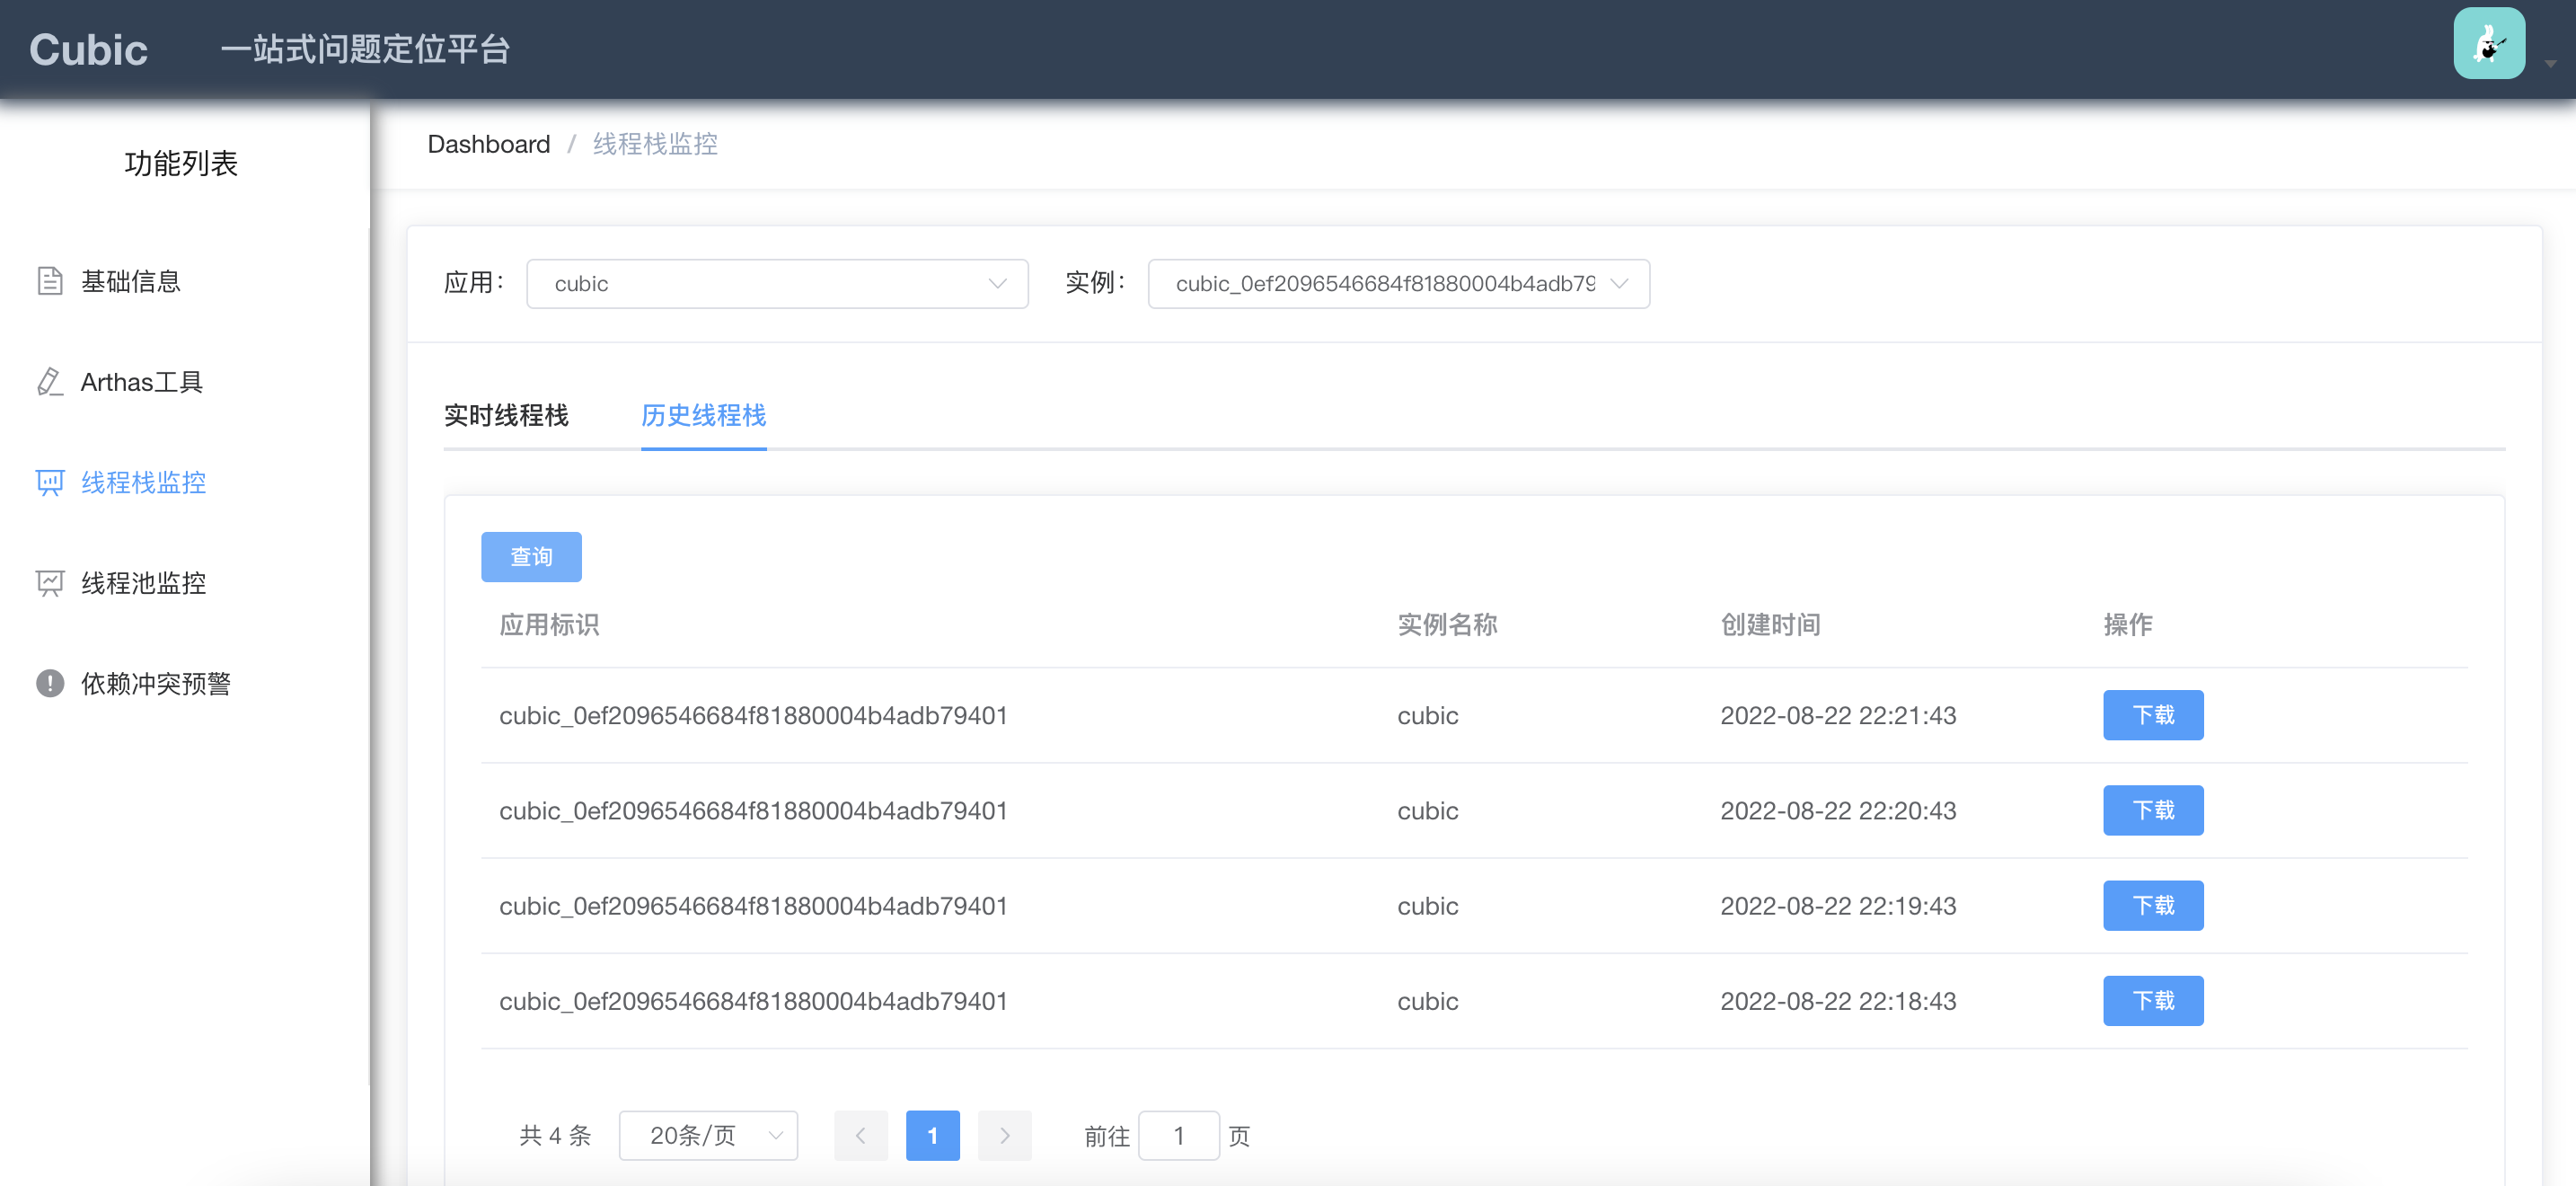 Cubic 一站式问题定位平台
功能列表
基础信息
Arthas工具
线程栈监控
线程池监控
依赖冲突预警
Dashboard / 线程栈监控
应用： cubic 实例： cubic_0ef2096546684f81880004b4adb79
实时线程栈 历史线程栈
查询
应用标识 实例名称 创建时间 操作
cubic_0ef2096546684f81880004b4adb79401 cubic 2022-08-22 22:21:43 下载
cubic_0ef2096546684f81880004b4adb79401 cubic 2022-08-22 22:20:43 下载
cubic_0ef2096546684f81880004b4adb79401 cubic 2022-08-22 22:19:43 下载
cubic_0ef2096546684f81880004b4adb79401 cubic 2022-08-22 22:18:43 下载
共 4 条 20条/页 1 前往 1 页